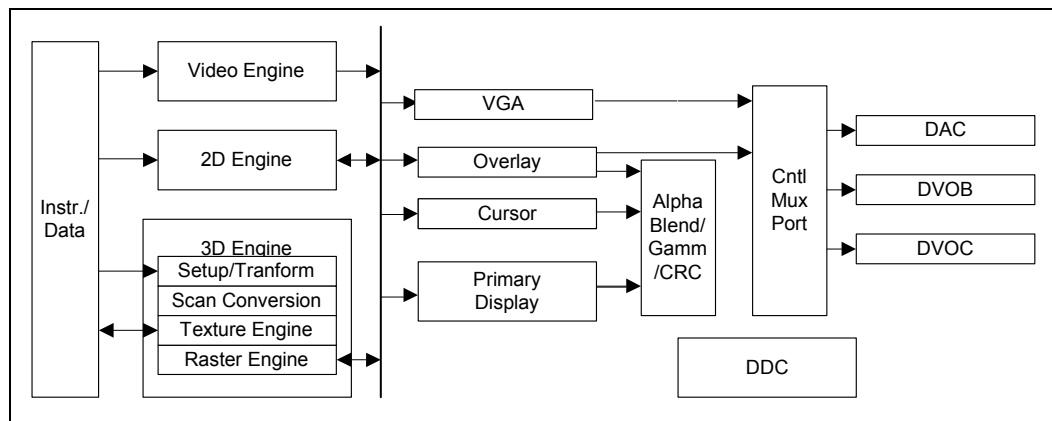 Instr./
Data
Video Engine
2D Engine
3D Engine
Setup/Tranform
Scan Conversion
Texture Engine
Raster Engine
VGA
Overlay
Cursor
Primary
Display
Alpha
Blend/
Gamm
/CRC
Cntl
Mux
Port
DAC
DVOB
DVOC
DDC